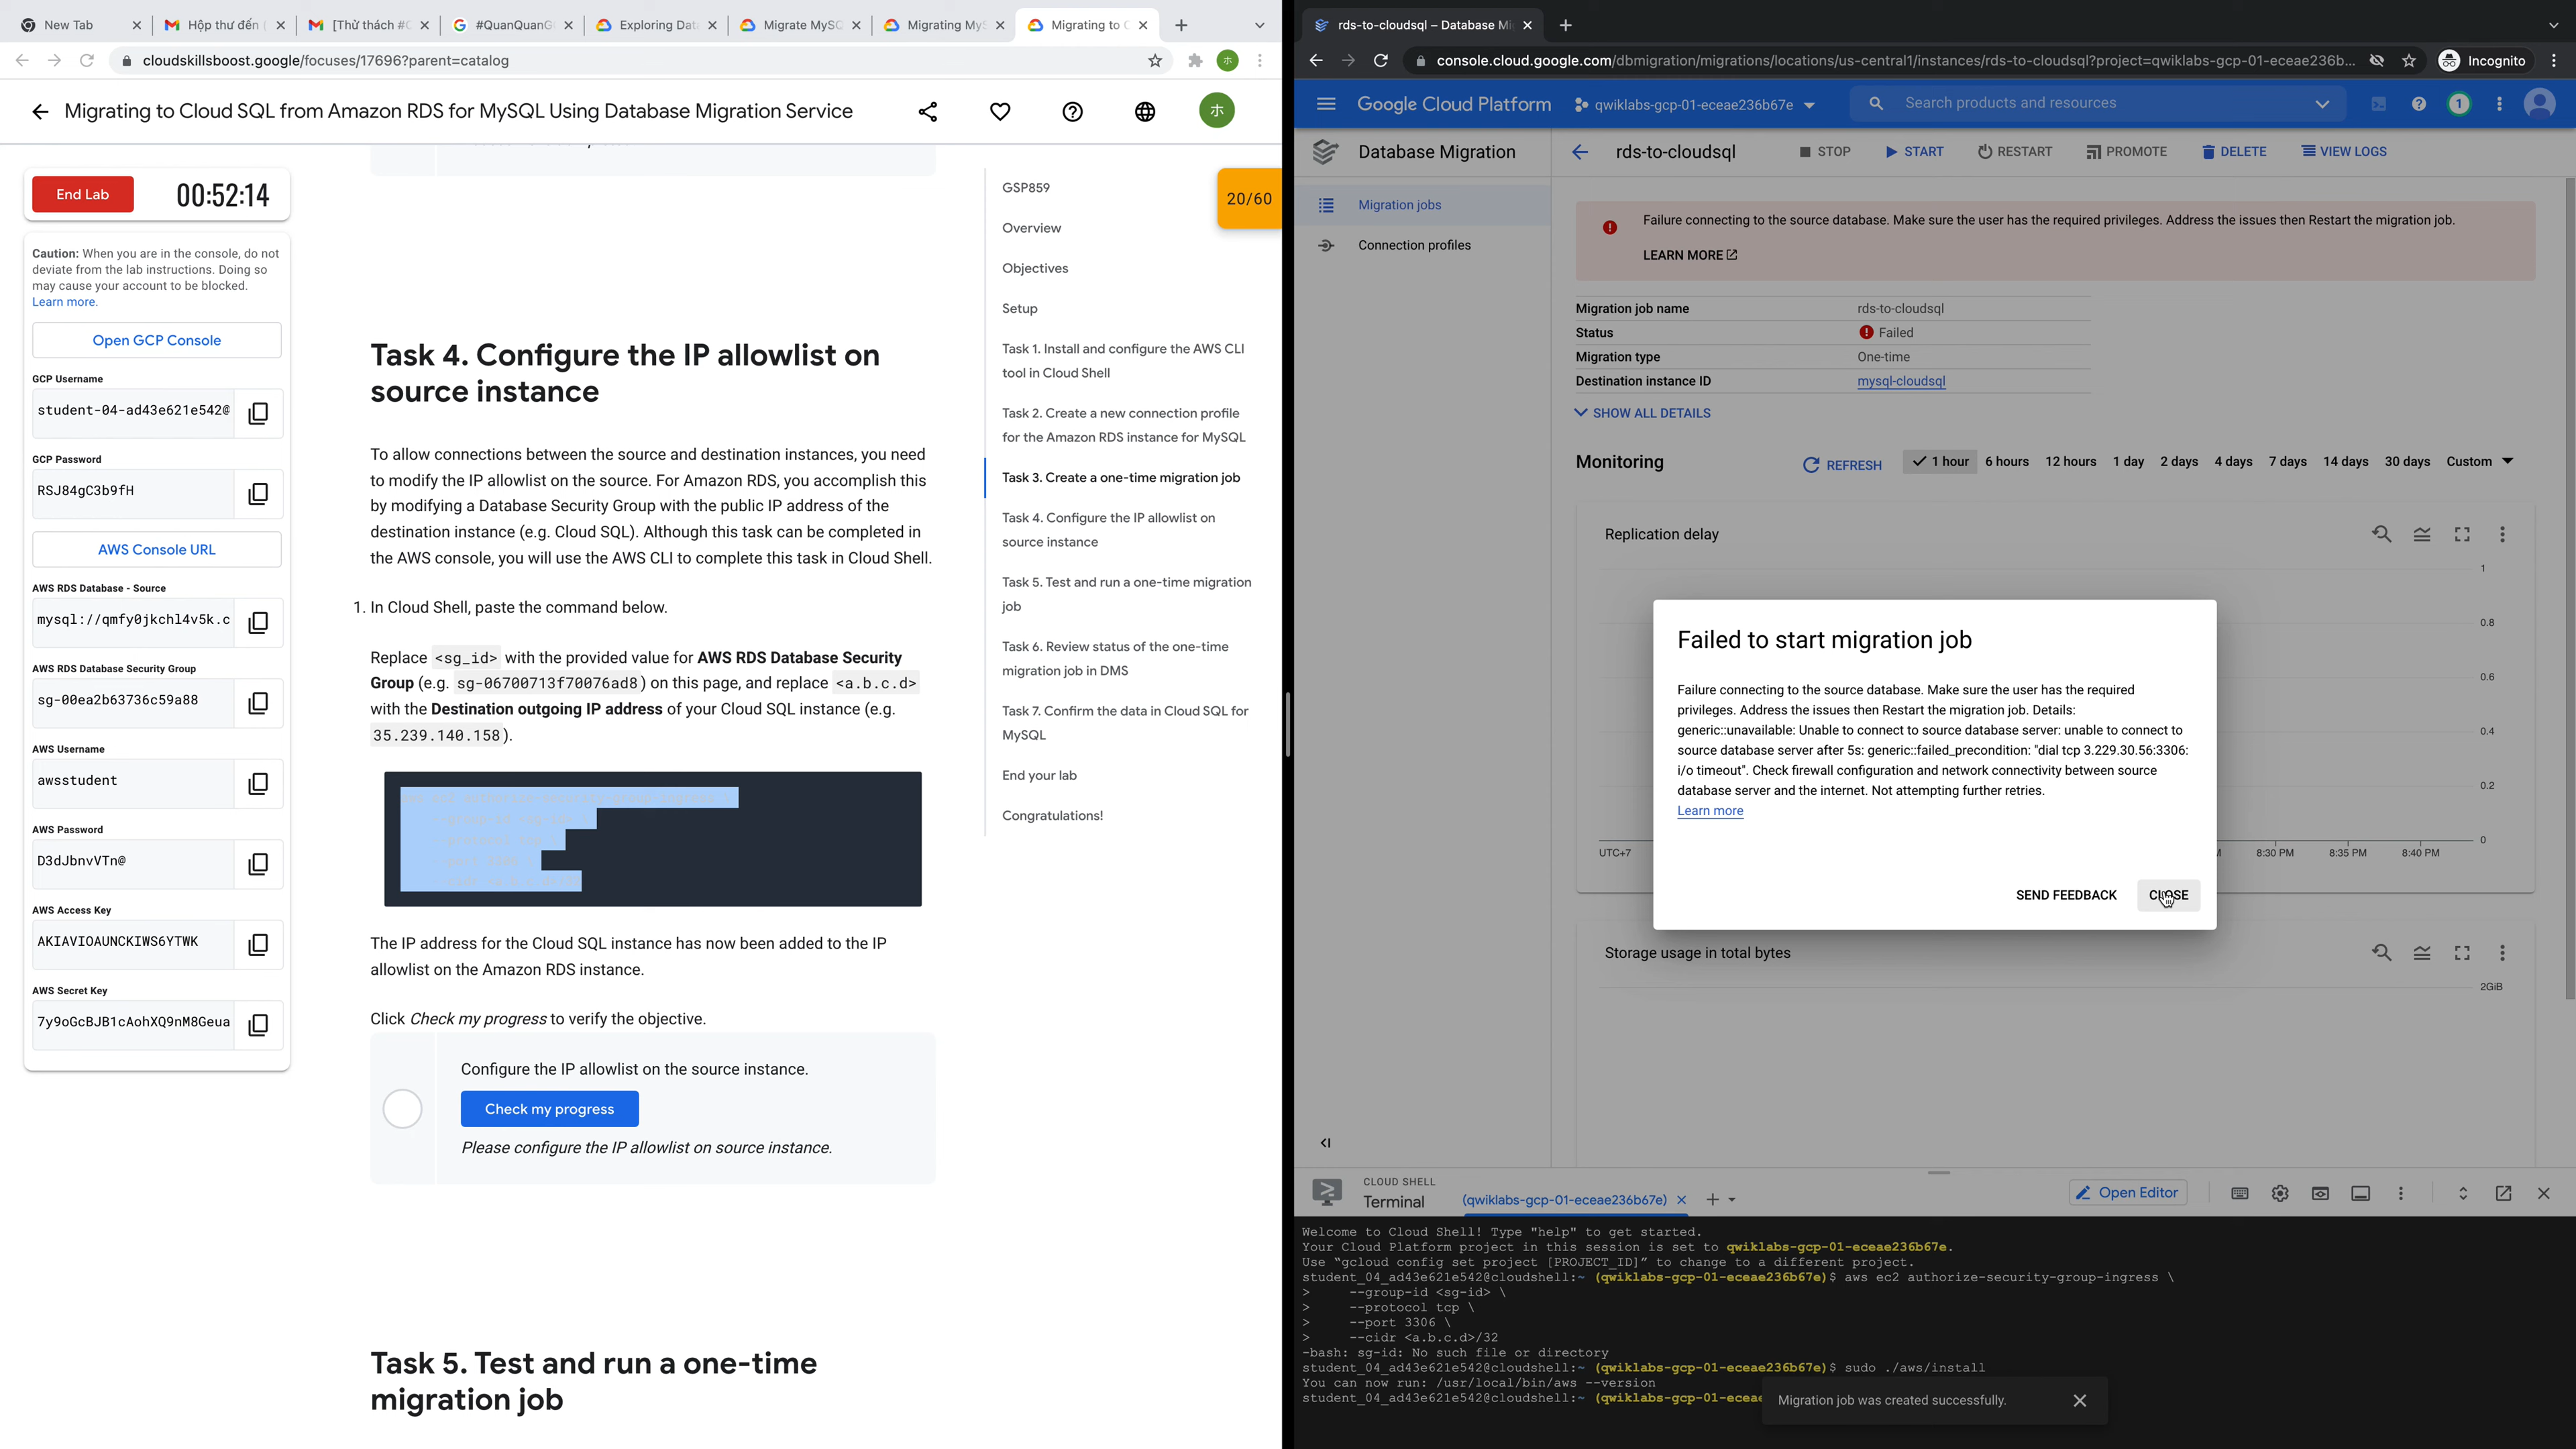 New Tab
Hộp thư đến (
[Thử thách #C
#QuanQuanG
Exploring Dat
Migrate MySQ
Migrating MyS
Migrating to C
cloudskillsboost.google/focuses/17696?parent=catalog
Migrating to Cloud SQL from Amazon RDS for MySQL Using Database Migration Service
ホ
End Lab
00:52:14
Caution: When you are in the console, do not
deviate from the lab instructions. Doing so
may cause your account to be blocked.
Learn more.
Open GCP Console
GCP Username
student-04-ad43e621e542@
GCP Password
RSJ84gC3b9fH
AWS Console URL
AWS RDS Database - Source
mysql://qmfy0jkchl4v5k.c
AWS RDS Database Security Group
sg-00ea2b63736c59a88
AWS Username
awsstudent
AWS Password
D3dJbnvVTn@
AWS Access Key
AKIAVIOAUNCKIWS6YTWK
AWS Secret Key
7y9oGcBJB1cAohXQ9nM8Geua
Task 4. Configure the IP allowlist on
source instance
To allow connections between the source and destination instances, you need
to modify the IP allowlist on the source. For Amazon RDS, you accomplish this
by modifying a Database Security Group with the public IP address of the
destination instance (e.g. Cloud SQL). Although this task can be completed in
the AWS console, you will use the AWS CLI to complete this task in Cloud Shell.
1. In Cloud Shell, paste the command below.
Replace <sg_id> with the provided value for AWS RDS Database Security
Group (e.g. sg-06700713f70076ad8) on this page, and replace <a.b.c.d>
with the Destination outgoing IP address of your Cloud SQL instance (e.g.
35.239.140.158).
The IP address for the Cloud SQL instance has now been added to the IP
allowlist on the Amazon RDS instance.
Click Check my progress to verify the objective.
Configure the IP allowlist on the source instance.
Check my progress
Please configure the IP allowlist on source instance.
Task 5. Test and run a one-time
migration job
20/60
GSP859
Overview
Objectives
Setup
Task 1. Install and configure the AWS CLI
tool in Cloud Shell
Task 2. Create a new connection profile
for the Amazon RDS instance for MySQL
Task 3. Create a one-time migration job
Task 4. Configure the IP allowlist on
source instance
Task 5. Test and run a one-time migration
job
Task 6. Review status of the one-time
migration job in DMS
Task 7. Confirm the data in Cloud SQL for
MySQL
End your lab
Congratulations!
rds-to-cloudsql – Database Mi
console.cloud.google.com/dbmigration/migrations/locations/us-central1/instances/rds-to-cloudsql?project=qwiklabs-gcp-01-eceae236b...
Incognito
Google Cloud Platform
qwiklabs-gcp-01-eceae236b67e
Search products and resources
1
Database Migration
rds-to-cloudsql
STOP
START
RESTART
PROMOTE
DELETE
VIEW LOGS
Migration jobs
Connection profiles
Failure connecting to the source database. Make sure the user has the required privileges. Address the issues then Restart the migration job.
LEARN MORE
Migration job name rds-to-cloudsql
Status Failed
Migration type One-time
Destination instance ID mysql-cloudsql
SHOW ALL DETAILS
Monitoring
REFRESH
1 hour
6 hours
12 hours
1 day
2 days
4 days
7 days
14 days
30 days
Custom
Replication delay
1
0.8
0.6
0.4
0.2
0
UTC+7
8:30 PM
8:35 PM
8:40 PM
Failed to start migration job
Failure connecting to the source database. Make sure the user has the required
privileges. Address the issues then Restart the migration job. Details:
generic::unavailable: Unable to connect to source database server: unable to connect to
source database server after 5s: generic::failed_precondition: "dial tcp 3.229.30.56:3306:
i/o timeout". Check firewall configuration and network connectivity between source
database server and the internet. Not attempting further retries.
Learn more
SEND FEEDBACK
CLOSE
Storage usage in total bytes
2GiB
CLOUD SHELL
Terminal
(qwiklabs-gcp-01-eceae236b67e)
Open Editor
Welcome to Cloud Shell! Type "help" to get started.
Your Cloud Platform project in this session is set to qwiklabs-gcp-01-eceae236b67e.
Use “gcloud config set project [PROJECT_ID]” to change to a different project.
student_04_ad43e621e542@cloudshell:~ (qwiklabs-gcp-01-eceae236b67e)$ aws ec2 authorize-security-group-ingress \
> --group-id <sg-id> \
> --protocol tcp \
> --port 3306 \
> --cidr <a.b.c.d>/32
-bash: sg-id: No such file or directory
student_04_ad43e621e542@cloudshell:~ (qwiklabs-gcp-01-eceae236b67e)$ sudo ./aws/install
You can now run: /usr/local/bin/aws --version
student_04_ad43e621e542@cloudshell:~ (qwiklabs-gcp-01-eceae
Migration job was created successfully.